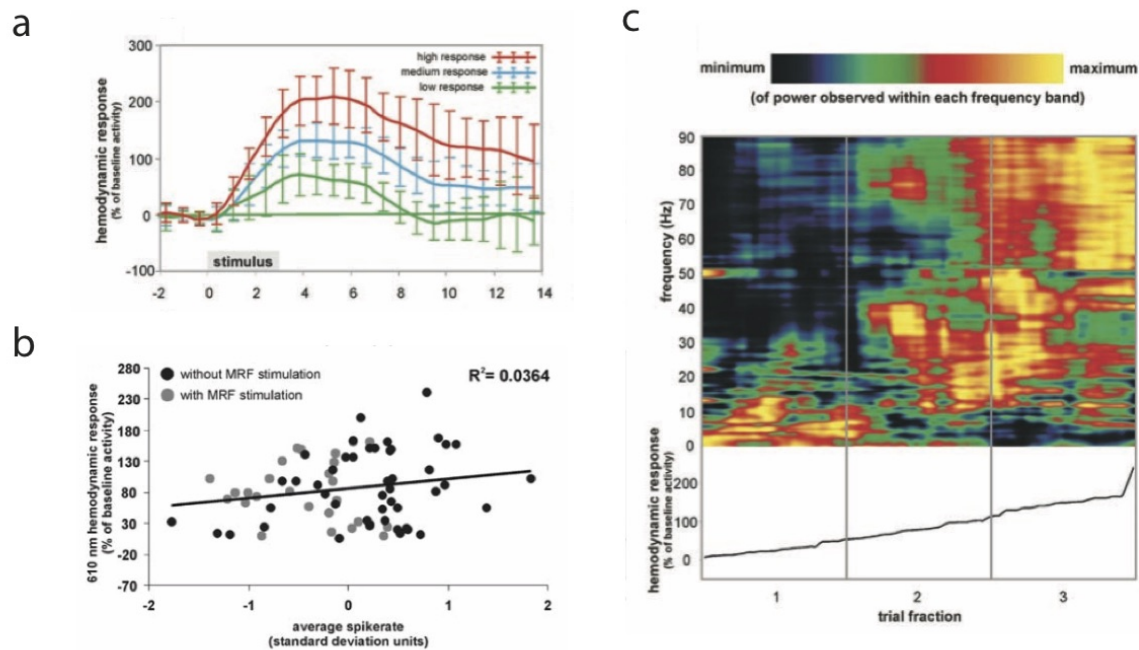 a
hemodynamic response
(% of baseline activity)
300
200
100
0
-100
high response
medium response
low response
stimulus
-2 0 2 4 6 8 10 12 14
b
610 nm hemodynamic response
(% of baseline activity)
280
230
180
130
80
30
-20
-70
without MRF stimulation
with MRF stimulation
R²= 0.0364
-2 -1 0 1 2
average spikerate
(standard deviation units)
c
minimum maximum
(of power observed within each frequency band)
frequency (Hz)
90
80
70
60
50
40
30
20
10
0
hemodynamic response
(% of baseline activity)
200
100
0
1 2 3
trial fraction